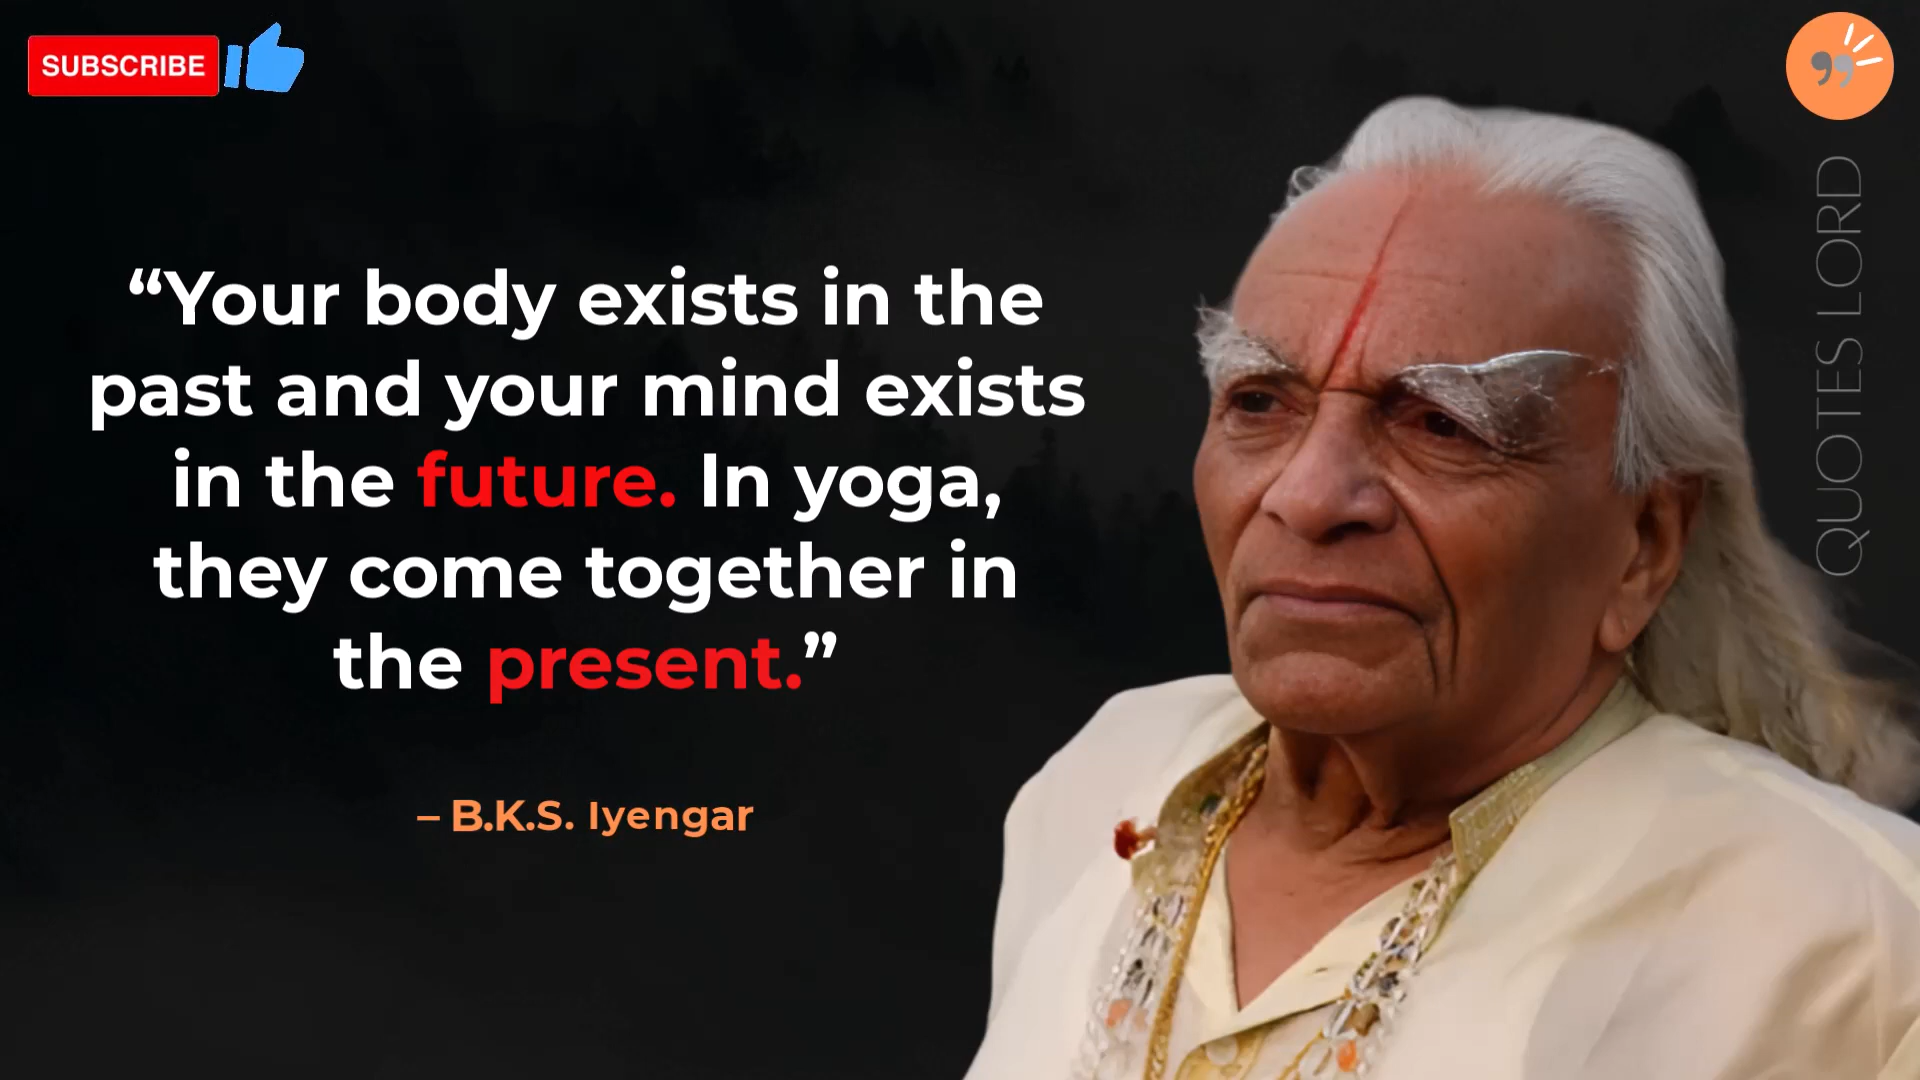 SUBSCRIBE
“Your body exists in the
past and your mind exists
in the future. In yoga,
they come together in
the present.”
– B.K.S. Iyengar
QUOTES LORD